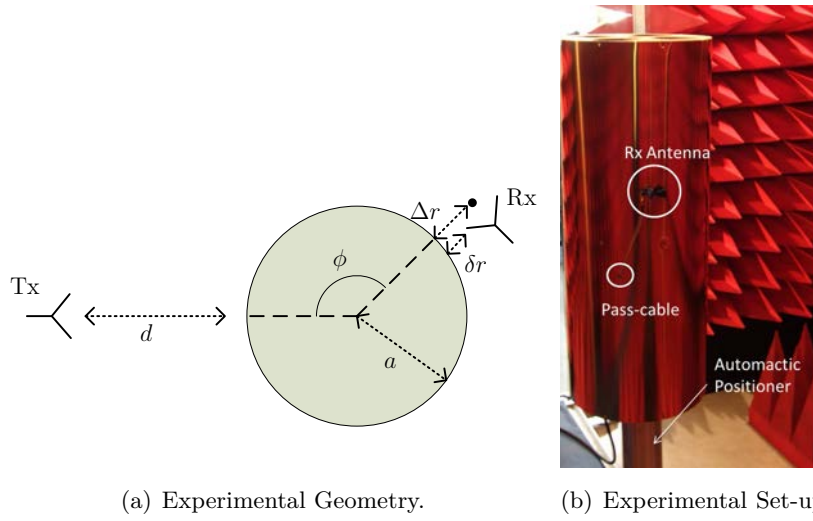 Tx
d
ϕ
a
Δr
δr
Rx
Rx Antenna
Pass-cable
Automactic
Positioner
(a) Experimental Geometry.
(b) Experimental Set-u